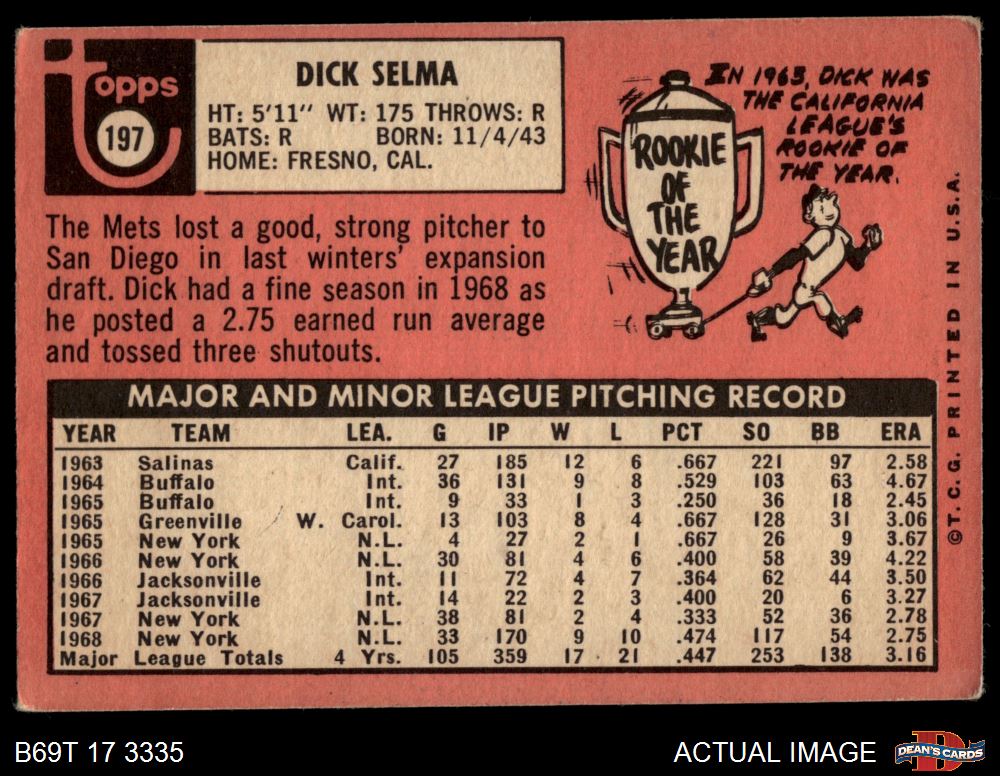 Topps
197
DICK SELMA
HT: 5'11" WT: 175 THROWS: R
BATS: R BORN: 11/4/43
HOME: FRESNO, CAL.
The Mets lost a good, strong pitcher to
San Diego in last winters' expansion
draft. Dick had a fine season in 1968 as
he posted a 2.75 earned run average
and tossed three shutouts.
IN 1963, DICK WAS
THE CALIFORNIA
LEAGUE'S
ROOKIE OF
THE YEAR.
ROOKIE
OF
THE
YEAR
MAJOR AND MINOR LEAGUE PITCHING RECORD
YEAR TEAM LEA. G IP W L PCT SO BB ERA
1963 Salinas Calif. 27 185 12 6 .667 221 97 2.58
1964 Buffalo Int. 36 131 9 8 .529 103 63 4.67
1965 Buffalo Int. 9 33 1 3 .250 36 18 2.45
1965 Greenville W. Carol. 13 103 8 4 .667 128 31 3.06
1965 New York N.L. 4 27 2 1 .667 26 9 3.67
1966 New York N.L. 30 81 4 6 .400 58 39 4.22
1966 Jacksonville Int. 11 72 4 7 .364 62 44 3.50
1967 Jacksonville Int. 14 22 2 3 .400 20 6 3.27
1967 New York N.L. 38 81 2 4 .333 52 36 2.78
1968 New York N.L. 33 170 9 10 .474 117 54 2.75
Major League Totals 4 Yrs. 105 359 17 21 .447 253 138 3.16
©T.C.G. PRINTED IN U.S.A.
B69T 17 3335
ACTUAL IMAGE
DEAN'S CARDS